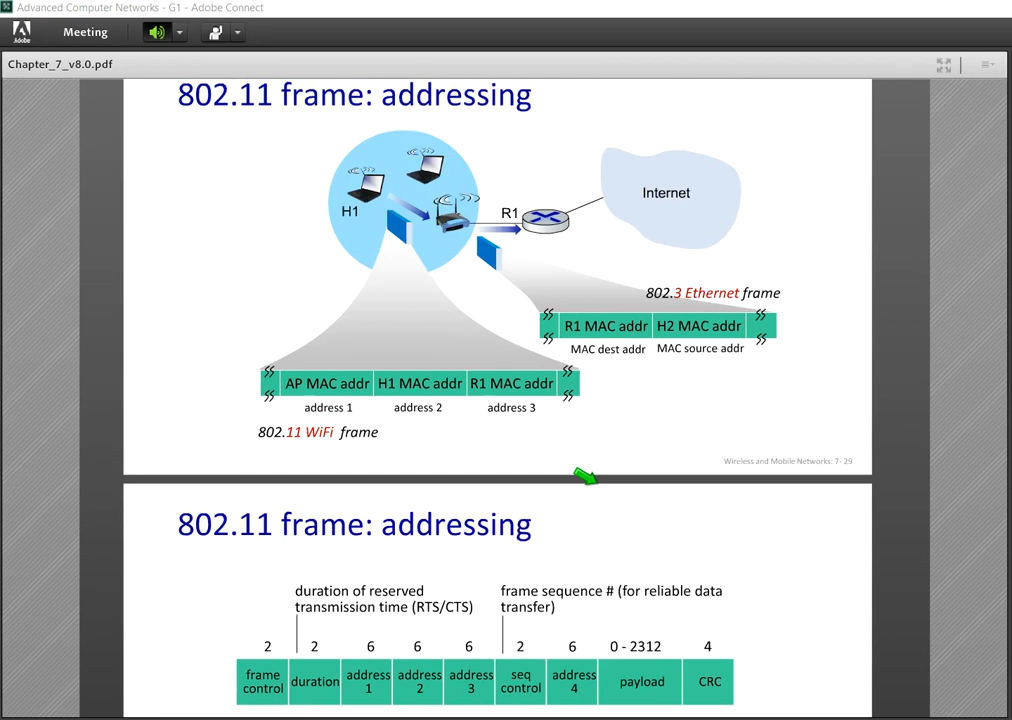 Advanced Computer Networks - G1 - Adobe Connect
Adobe
Meeting
Chapter_7_v8.0.pdf
802.11 frame: addressing
H1
R1
Internet
802.3 Ethernet frame
R1 MAC addr H2 MAC addr
MAC dest addr MAC source addr
AP MAC addr H1 MAC addr R1 MAC addr
address 1 address 2 address 3
802.11 WiFi frame
Wireless and Mobile Networks: 7- 29
802.11 frame: addressing
duration of reserved
transmission time (RTS/CTS)
frame sequence # (for reliable data
transfer)
2 2 6 6 6 2 6 0 - 2312 4
frame
control
duration
address
1
address
2
address
3
seq
control
address
4
payload
CRC